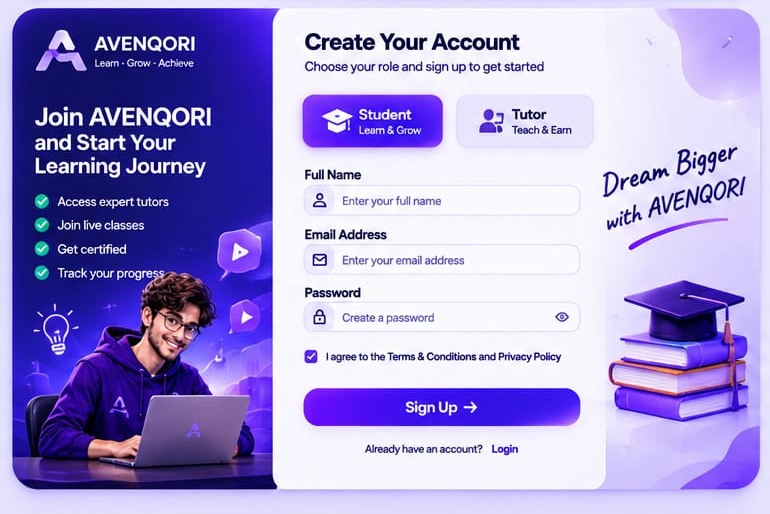 AVENQORI
Learn · Grow · Achieve
Join AVENQORI
and Start Your
Learning Journey
Access expert tutors
Join live classes
Get certified
Track your progress
Create Your Account
Choose your role and sign up to get started
Student
Learn & Grow
Tutor
Teach & Earn
Full Name
Enter your full name
Email Address
Enter your email address
Password
Create a password
I agree to the Terms & Conditions and Privacy Policy
Sign Up →
Already have an account? Login
Dream Bigger
with AVENQORI